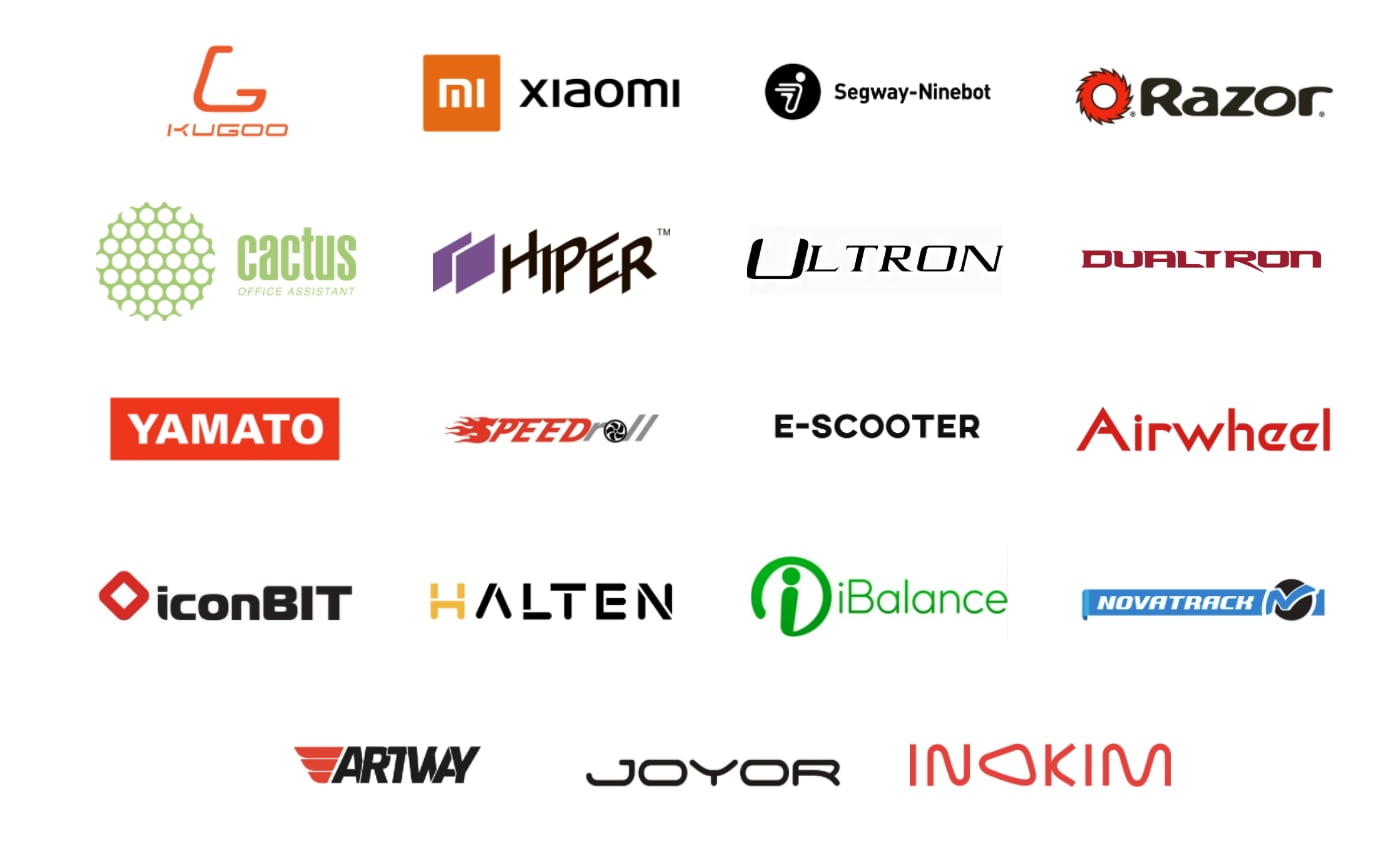 KUGOO
mi xiaomi
Segway-Ninebot
Razor
cactus
OFFICE ASSISTANT
HIPER TM
ULTRON
DUALTRON
YAMATO
SPEEDroll
E-SCOOTER
Airwheel
iconBIT
HALTEN
iBalance
NOVATRACK
ARTWAY
JOYOR
INOKIM